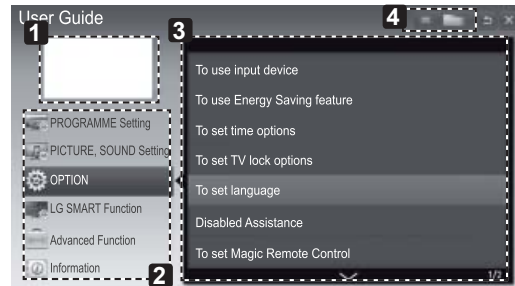 User Guide
4
1
3
To use input device
To use Energy Saving feature
To set time options
To set TV lock options
To set language
Disabled Assistance
To set Magic Remote Control
1/2
PROGRAMME Setting
PICTURE, SOUND Setting
OPTION
LG SMART Function
Advanced Function
Information
2